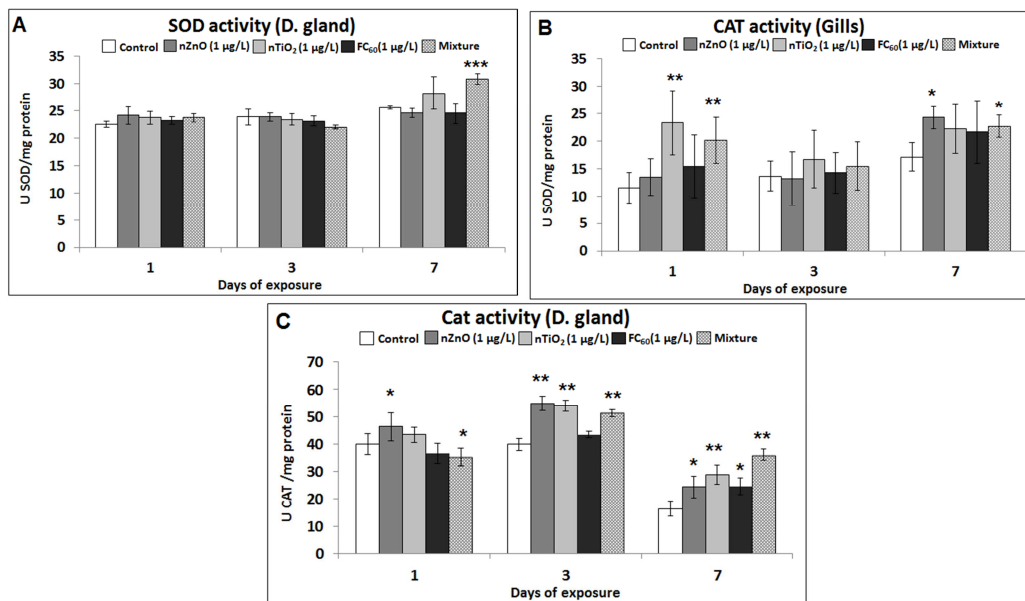 A
SOD activity (D. gland)
Control nZnO (1 µg/L) nTiO₂ (1 µg/L) FC₆₀(1 µg/L) Mixture
U SOD/mg protein
35
30
25
20
15
10
5
0
***
1 3 7
Days of exposure
B
CAT activity (Gills)
Control nZnO (1 µg/L) nTiO₂ (1 µg/L) FC₆₀(1 µg/L) Mixture
U SOD/mg protein
35
30
25
20
15
10
5
0
** ** * *
1 3 7
Days of exposure
C
Cat activity (D. gland)
Control nZnO (1 µg/L) nTiO₂ (1 µg/L) FC₆₀(1 µg/L) Mixture
U CAT /mg protein
70
60
50
40
30
20
10
0
* * ** ** ** * ** * **
1 3 7
Days of exposure